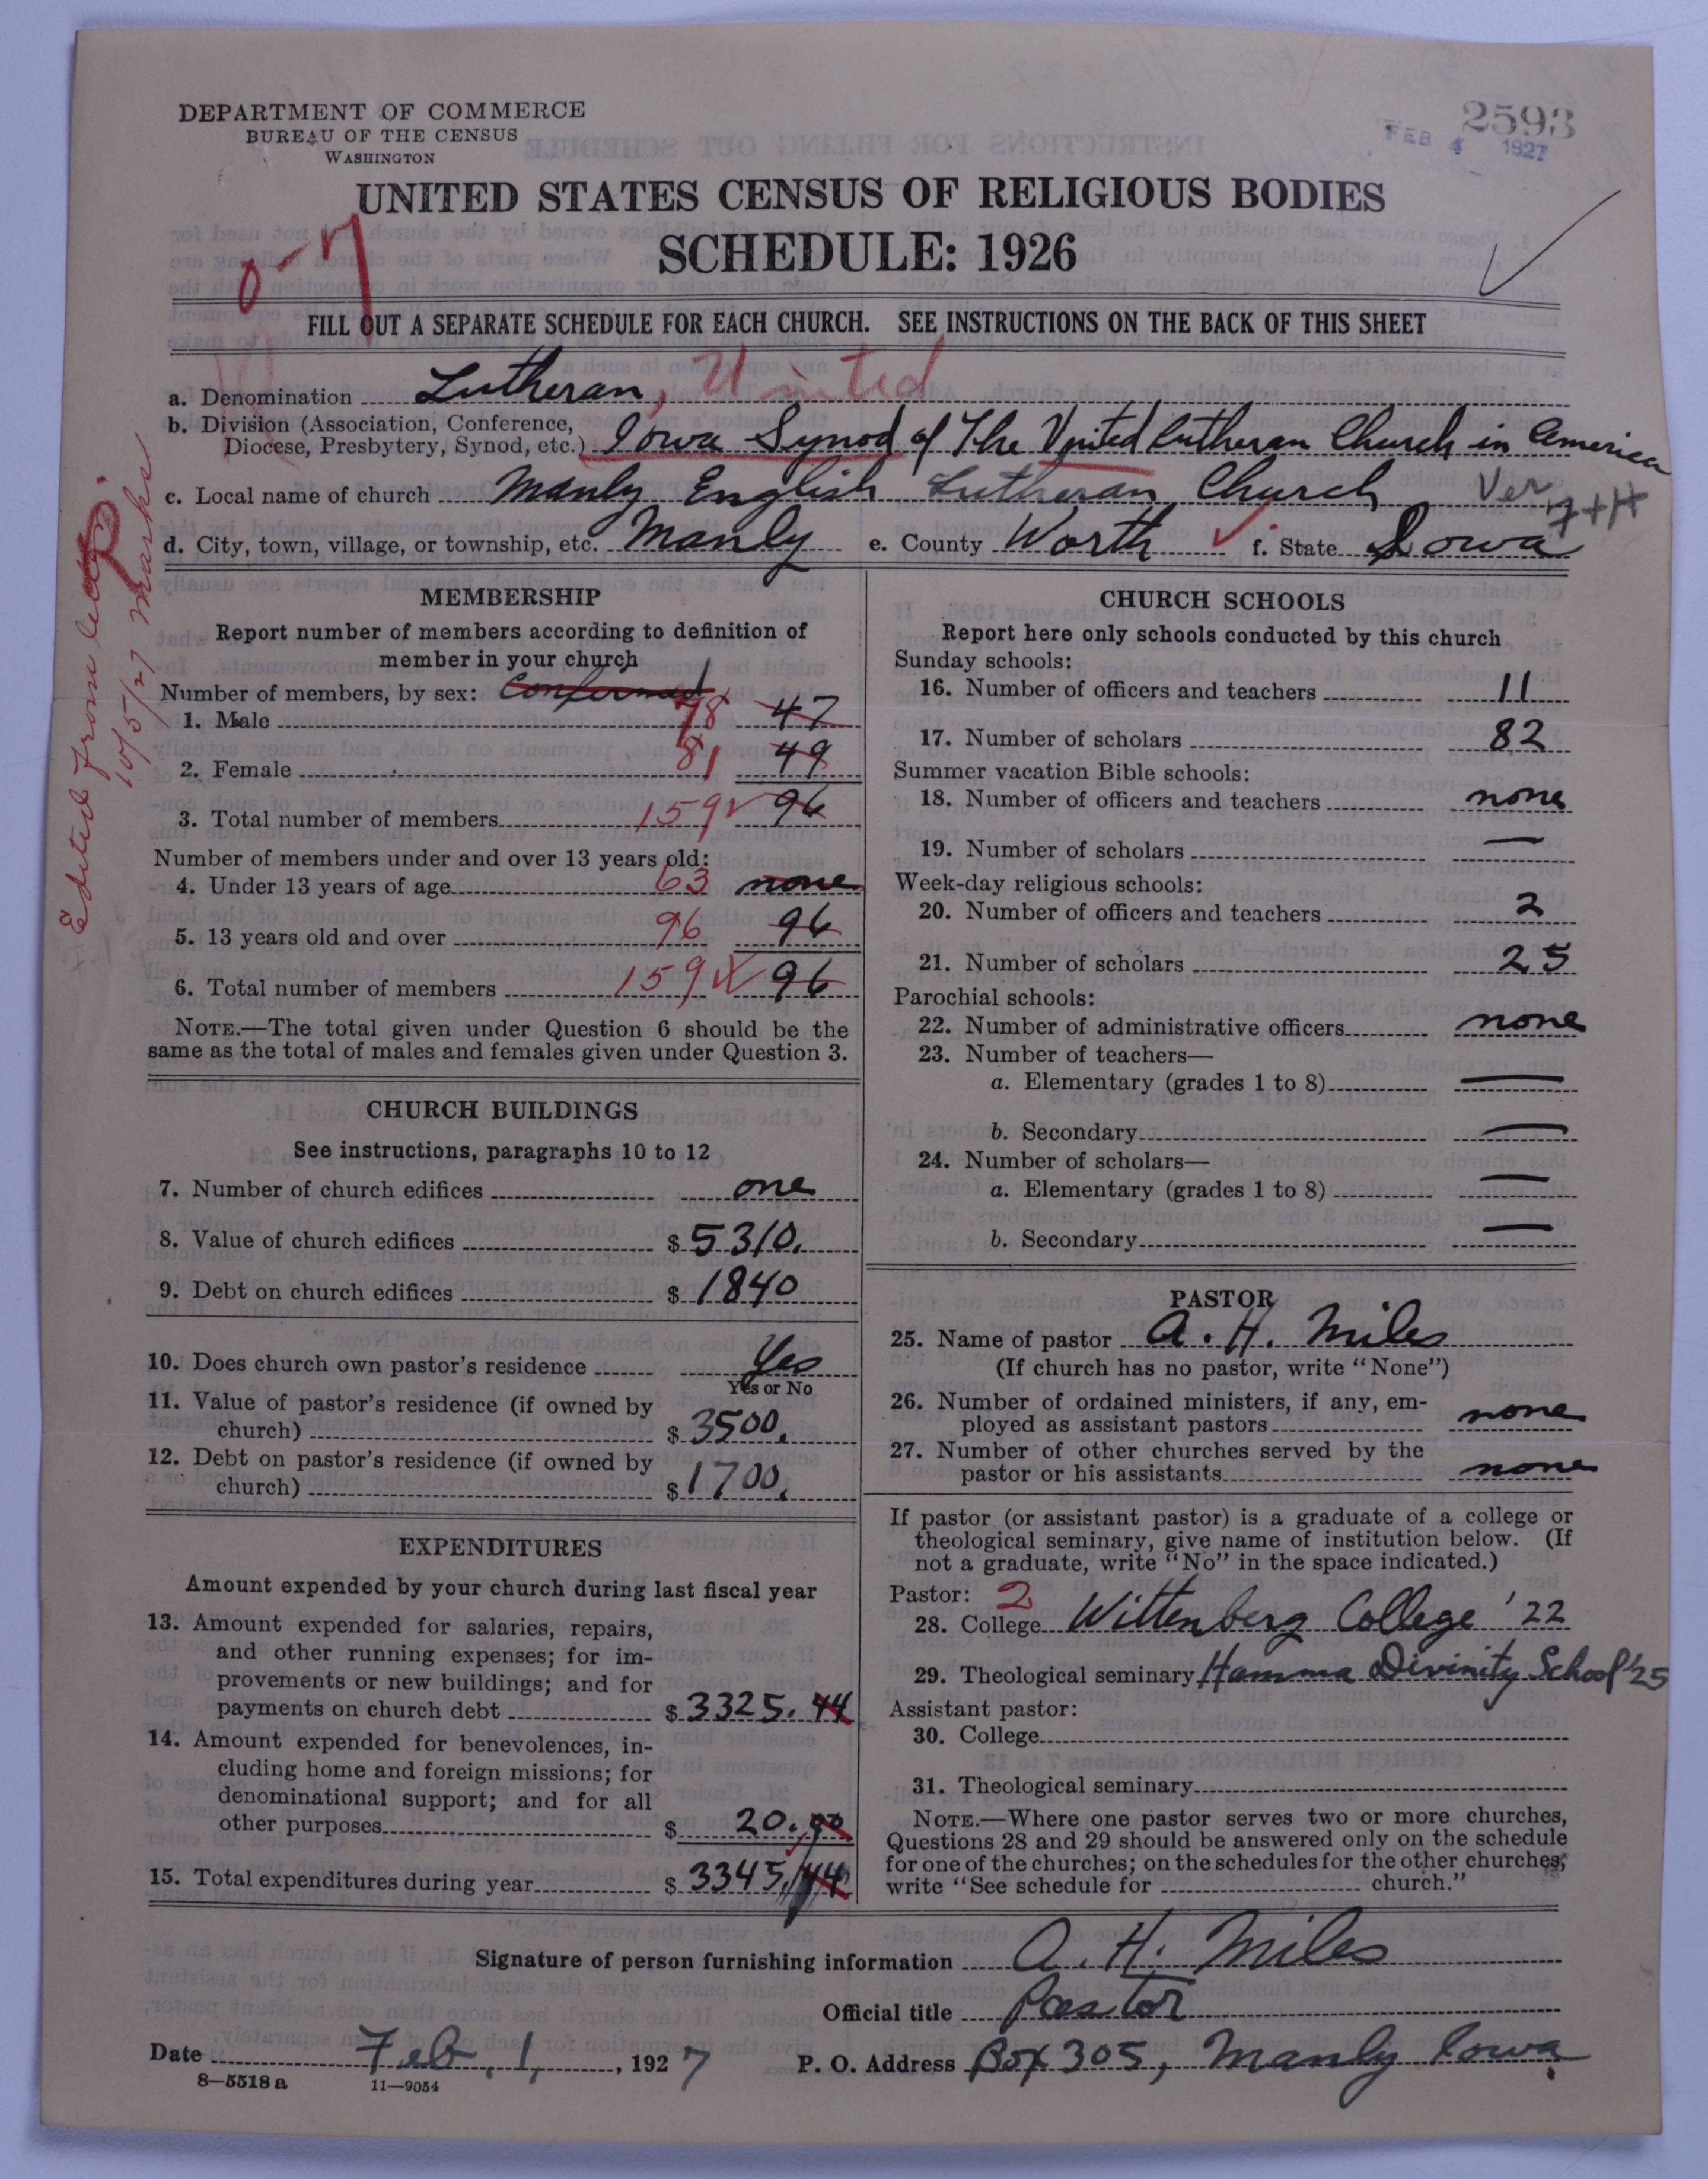 DEPARTMENT OF COMMERCE
BUREAU OF THE CENSUS
WASHINGTON
2593
FEB 4 1927
UNITED STATES CENSUS OF RELIGIOUS BODIES
SCHEDULE: 1926
0-7
FILL OUT A SEPARATE SCHEDULE FOR EACH CHURCH. SEE INSTRUCTIONS ON THE BACK OF THIS SHEET
a. Denomination Lutheran, United
b. Division (Association, Conference,
Diocese, Presbytery, Synod, etc.) Iowa Synod of The United Lutheran Church in America
c. Local name of church Manly English Lutheran Church Ver
7+H
d. City, town, village, or township, etc. Manly e. County Worth f. State Iowa
Edited from letter
10/5/27 Marks
MEMBERSHIP
Report number of members according to definition of
member in your church
Number of members, by sex: Confirmed
1. Male 78 47
2. Female 81 49
3. Total number of members 159 96
Number of members under and over 13 years old:
4. Under 13 years of age 63 none
5. 13 years old and over 96 96
6. Total number of members 159 96
NOTE.—The total given under Question 6 should be the
same as the total of males and females given under Question 3.
CHURCH BUILDINGS
See instructions, paragraphs 10 to 12
7. Number of church edifices one
8. Value of church edifices $ 5310.
9. Debt on church edifices $ 1840
10. Does church own pastor's residence Yes
Yes or No
11. Value of pastor's residence (if owned by
church) $ 3500.
12. Debt on pastor's residence (if owned by
church) $ 1700.
EXPENDITURES
Amount expended by your church during last fiscal year
13. Amount expended for salaries, repairs,
and other running expenses; for im-
provements or new buildings; and for
payments on church debt $ 3325.44
14. Amount expended for benevolences, in-
cluding home and foreign missions; for
denominational support; and for all
other purposes $ 20.00
15. Total expenditures during year $ 3345.44
CHURCH SCHOOLS
Report here only schools conducted by this church
Sunday schools:
16. Number of officers and teachers 11
17. Number of scholars 82
Summer vacation Bible schools:
18. Number of officers and teachers none
19. Number of scholars —
Week-day religious schools:
20. Number of officers and teachers 2
21. Number of scholars 25
Parochial schools:
22. Number of administrative officers none
23. Number of teachers—
a. Elementary (grades 1 to 8) —
b. Secondary —
24. Number of scholars—
a. Elementary (grades 1 to 8) —
b. Secondary —
PASTOR
25. Name of pastor A. H. Miles
(If church has no pastor, write "None")
26. Number of ordained ministers, if any, em-
ployed as assistant pastors none
27. Number of other churches served by the
pastor or his assistants none
If pastor (or assistant pastor) is a graduate of a college or
theological seminary, give name of institution below. (If
not a graduate, write "No" in the space indicated.)
Pastor: 2
28. College Wittenberg College '22
29. Theological seminary Hamma Divinity School '25
Assistant pastor:
30. College
31. Theological seminary
NOTE.—Where one pastor serves two or more churches,
Questions 28 and 29 should be answered only on the schedule
for one of the churches; on the schedules for the other churches,
write "See schedule for church."
Signature of person furnishing information A. H. Miles
Official title Pastor
Date Feb. 1, 1927 P. O. Address Box 305, Manly Iowa.
8—5518a 11—9054